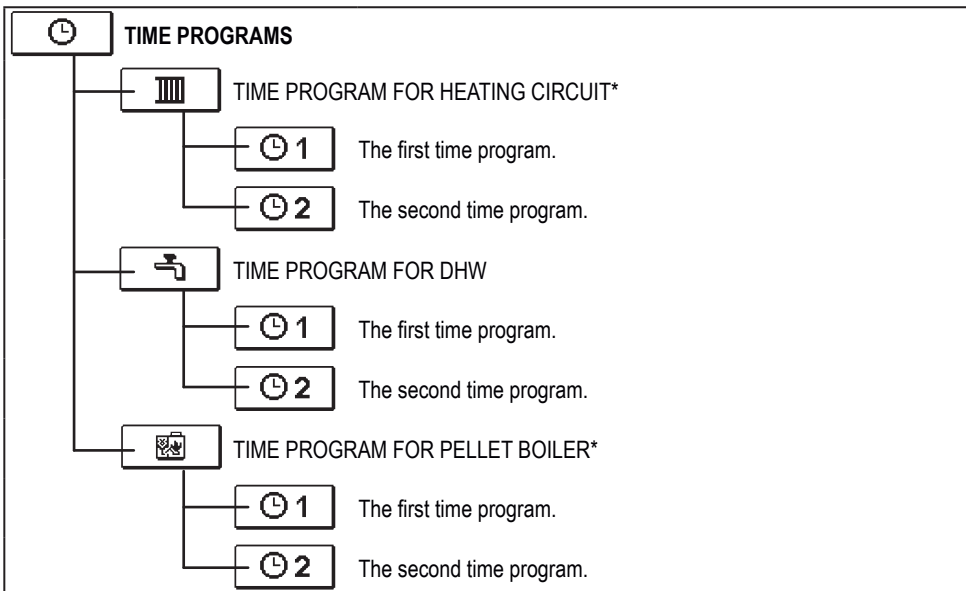 TIME PROGRAMS
TIME PROGRAM FOR HEATING CIRCUIT*
1 The first time program.
2 The second time program.
TIME PROGRAM FOR DHW
1 The first time program.
2 The second time program.
TIME PROGRAM FOR PELLET BOILER*
1 The first time program.
2 The second time program.